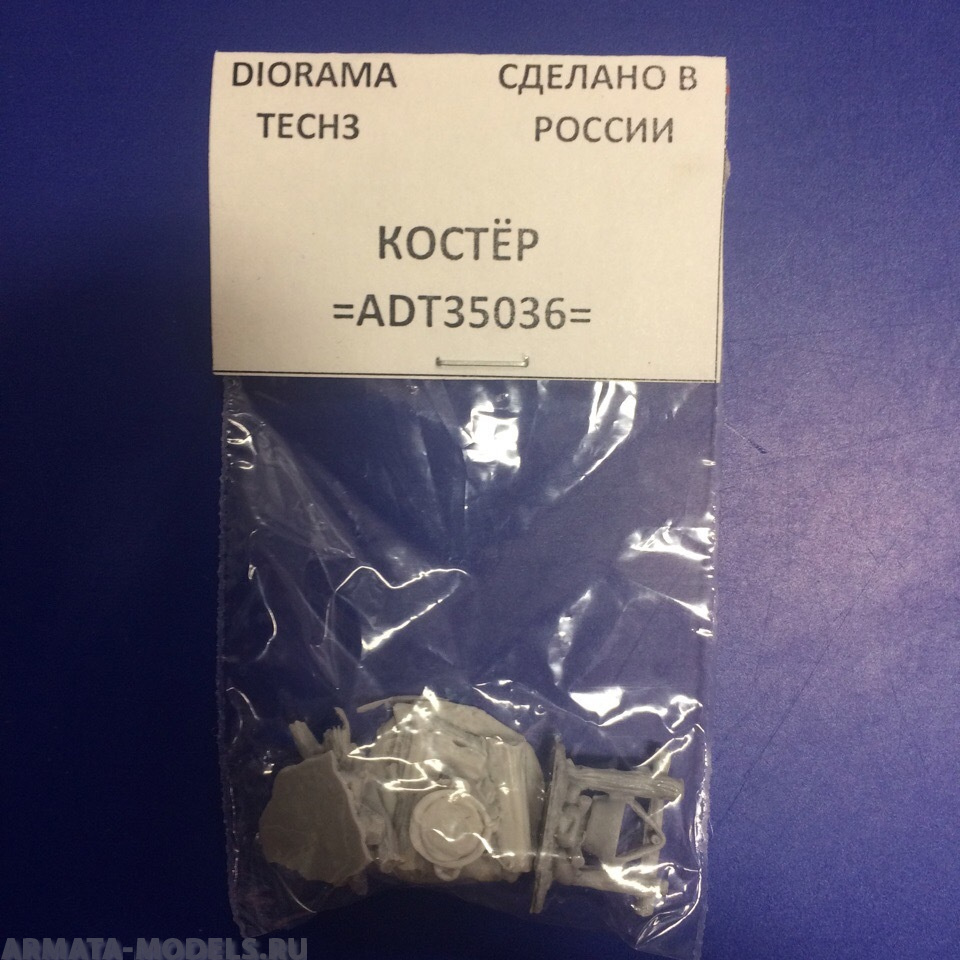 DIORAMA
TECH3
СДЕЛАНО В
РОССИИ
КОСТЁР
=ADT35036=
ARMATA-MODELS.RU